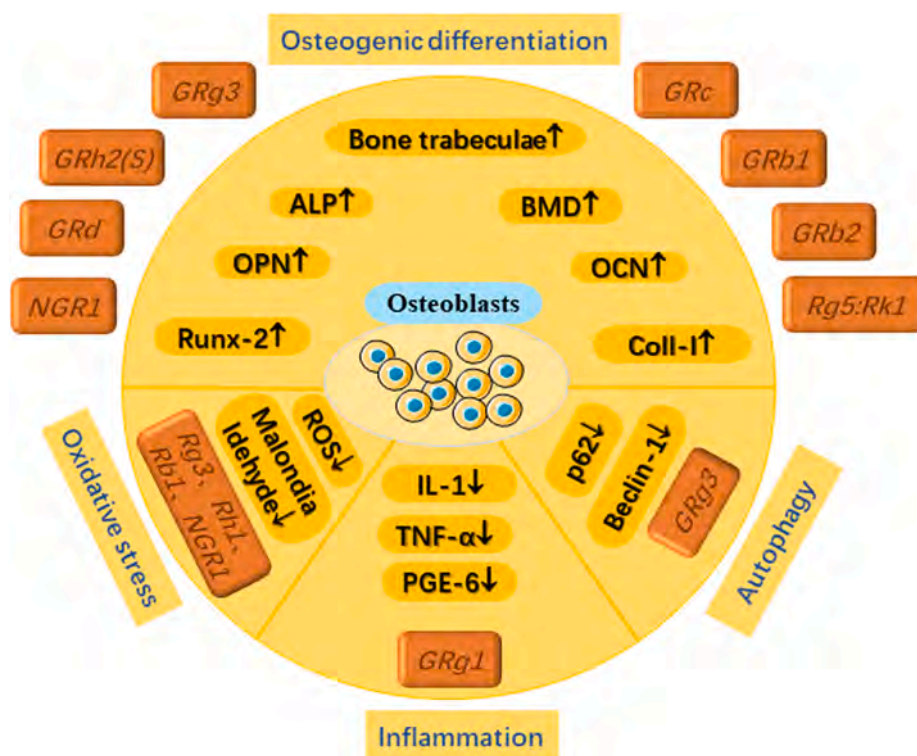 Osteogenic differentiation
GRg3
GRc
GRh2(S)
GRb1
GRd
GRb2
NGR1
Rg5:Rk1
Bone trabeculae↑
ALP↑
BMD↑
OPN↑
OCN↑
Runx-2↑
Coll-I↑
Osteoblasts
Oxidative stress
Rg3、Rh1、
Rb1、NGR1
Malondia
ldehyde↓
ROS↓
IL-1↓
TNF-α↓
PGE-6↓
GRg1
Inflammation
p62↓
Beclin-1↓
GRg3
Autophagy